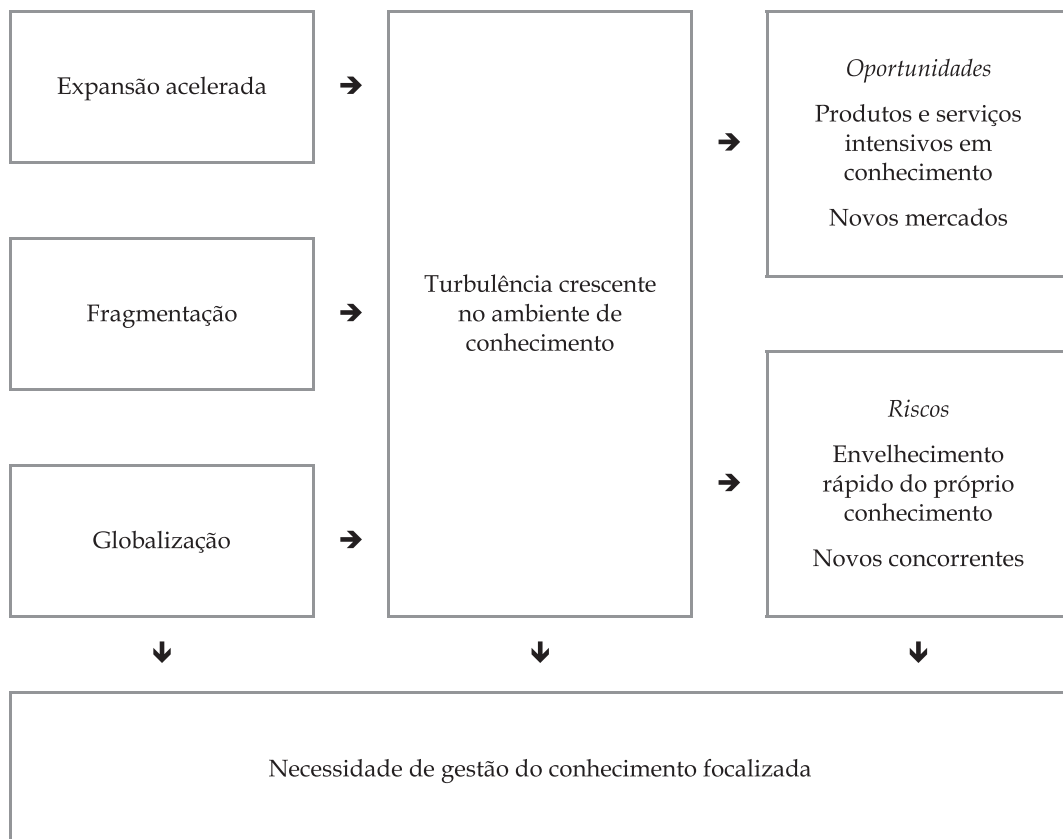 Expansão acelerada
Fragmentação
Globalização
Turbulência crescente
no ambiente de
conhecimento
Oportunidades
Produtos e serviços
intensivos em
conhecimento
Novos mercados
Riscos
Envelhecimento
rápido do próprio
conhecimento
Novos concorrentes
Necessidade de gestão do conhecimento focalizada